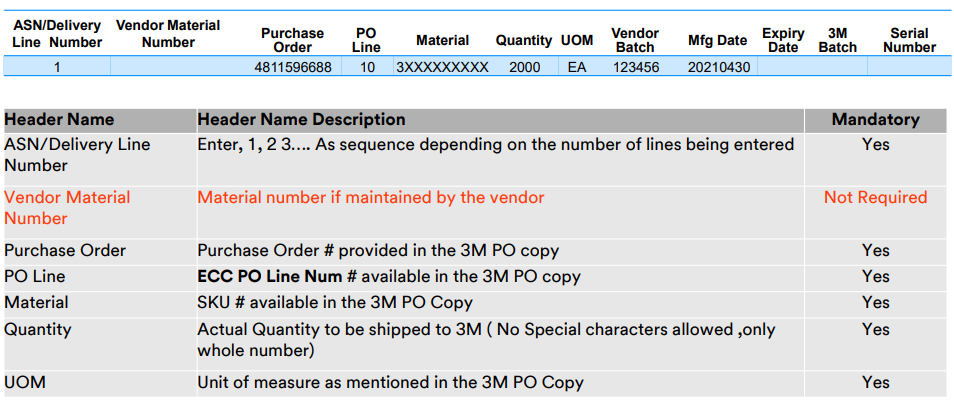 ASN/Delivery Line Number Vendor Material Number Purchase Order PO Line Material Quantity UOM Vendor Batch Mfg Date Expiry Date 3M Batch Serial Number
1 4811596688 10 3XXXXXXXXX 2000 EA 123456 20210430
Header Name Header Name Description Mandatory
ASN/Delivery Line Enter, 1, 2 3…. As sequence depending on the number of lines being entered Yes
Number
Vendor Material Material number if maintained by the vendor Not Required
Number
Purchase Order Purchase Order # provided in the 3M PO copy Yes
PO Line ECC PO Line Num # available in the 3M PO copy Yes
Material SKU # available in the 3M PO Copy Yes
Quantity Actual Quantity to be shipped to 3M ( No Special characters allowed ,only Yes
whole number)
UOM Unit of measure as mentioned in the 3M PO Copy Yes